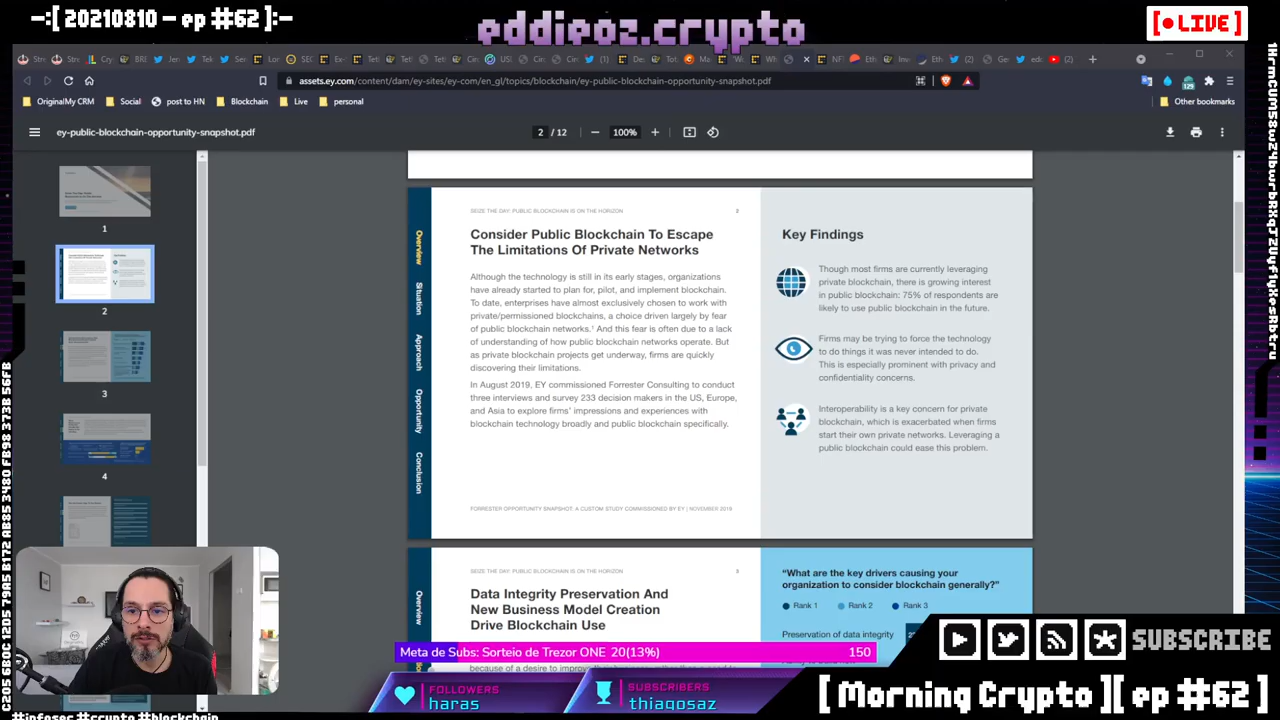 -:[ 20210810 - ep #62 ]:-
eddieoz.crypto
[● LIVE]
assets.ey.com/content/dam/ey-sites/ey-com/en_gl/topics/blockchain/ey-public-blockchain-opportunity-snapshot.pdf
OriginalMy CRM
Social
post to HN
Blockchain
Live
personal
Other bookmarks
ey-public-blockchain-opportunity-snapshot.pdf
2 / 12
100%
1
2
3
4
Overview
Situation
Approach
Opportunity
Conclusion
SEIZE THE DAY: PUBLIC BLOCKCHAIN IS ON THE HORIZON
2
Consider Public Blockchain To Escape
The Limitations Of Private Networks
Although the technology is still in its early stages, organizations
have already started to plan for, pilot, and implement blockchain.
To date, enterprises have almost exclusively chosen to work with
private/permissioned blockchains, a choice driven largely by fear
of public blockchain networks.¹ And this fear is often due to a lack
of understanding of how public blockchain networks operate. But
as private blockchain projects get underway, firms are quickly
discovering their limitations.
In August 2019, EY commissioned Forrester Consulting to conduct
three interviews and survey 233 decision makers in the US, Europe,
and Asia to explore firms' impressions and experiences with
blockchain technology broadly and public blockchain specifically.
FORRESTER OPPORTUNITY SNAPSHOT: A CUSTOM STUDY COMMISSIONED BY EY | NOVEMBER 2019
Key Findings
Though most firms are currently leveraging
private blockchain, there is growing interest
in public blockchain: 75% of respondents are
likely to use public blockchain in the future.
Firms may be trying to force the technology
to do things it was never intended to do.
This is especially prominent with privacy and
confidentiality concerns.
Interoperability is a key concern for private
blockchain, which is exacerbated when firms
start their own private networks. Leveraging a
public blockchain could ease this problem.
Overview
SEIZE THE DAY: PUBLIC BLOCKCHAIN IS ON THE HORIZON
3
Data Integrity Preservation And
New Business Model Creation
Drive Blockchain Use
"What are the key drivers causing your
organization to consider blockchain generally?"
Rank 1
Rank 2
Rank 3
Preservation of data integrity
Meta de Subs: Sorteio de Trezor ONE 20(13%)
150
FOLLOWERS
haras
SUBSCRIBERS
thiagosaz
SUBSCRIBE
[ Morning Crypto ][ ep #62 ]
#infosec #crypto #blockchain